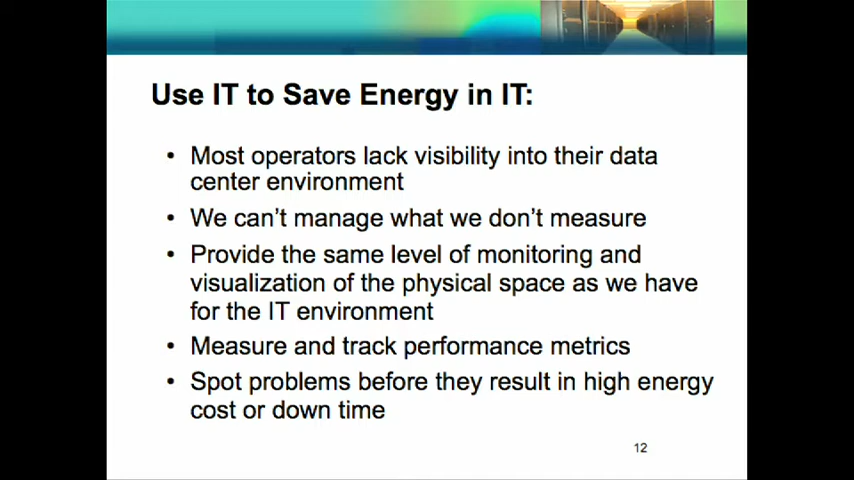 Use IT to Save Energy in IT:
• Most operators lack visibility into their data
center environment
• We can't manage what we don't measure
• Provide the same level of monitoring and
visualization of the physical space as we have
for the IT environment
• Measure and track performance metrics
• Spot problems before they result in high energy
cost or down time
12